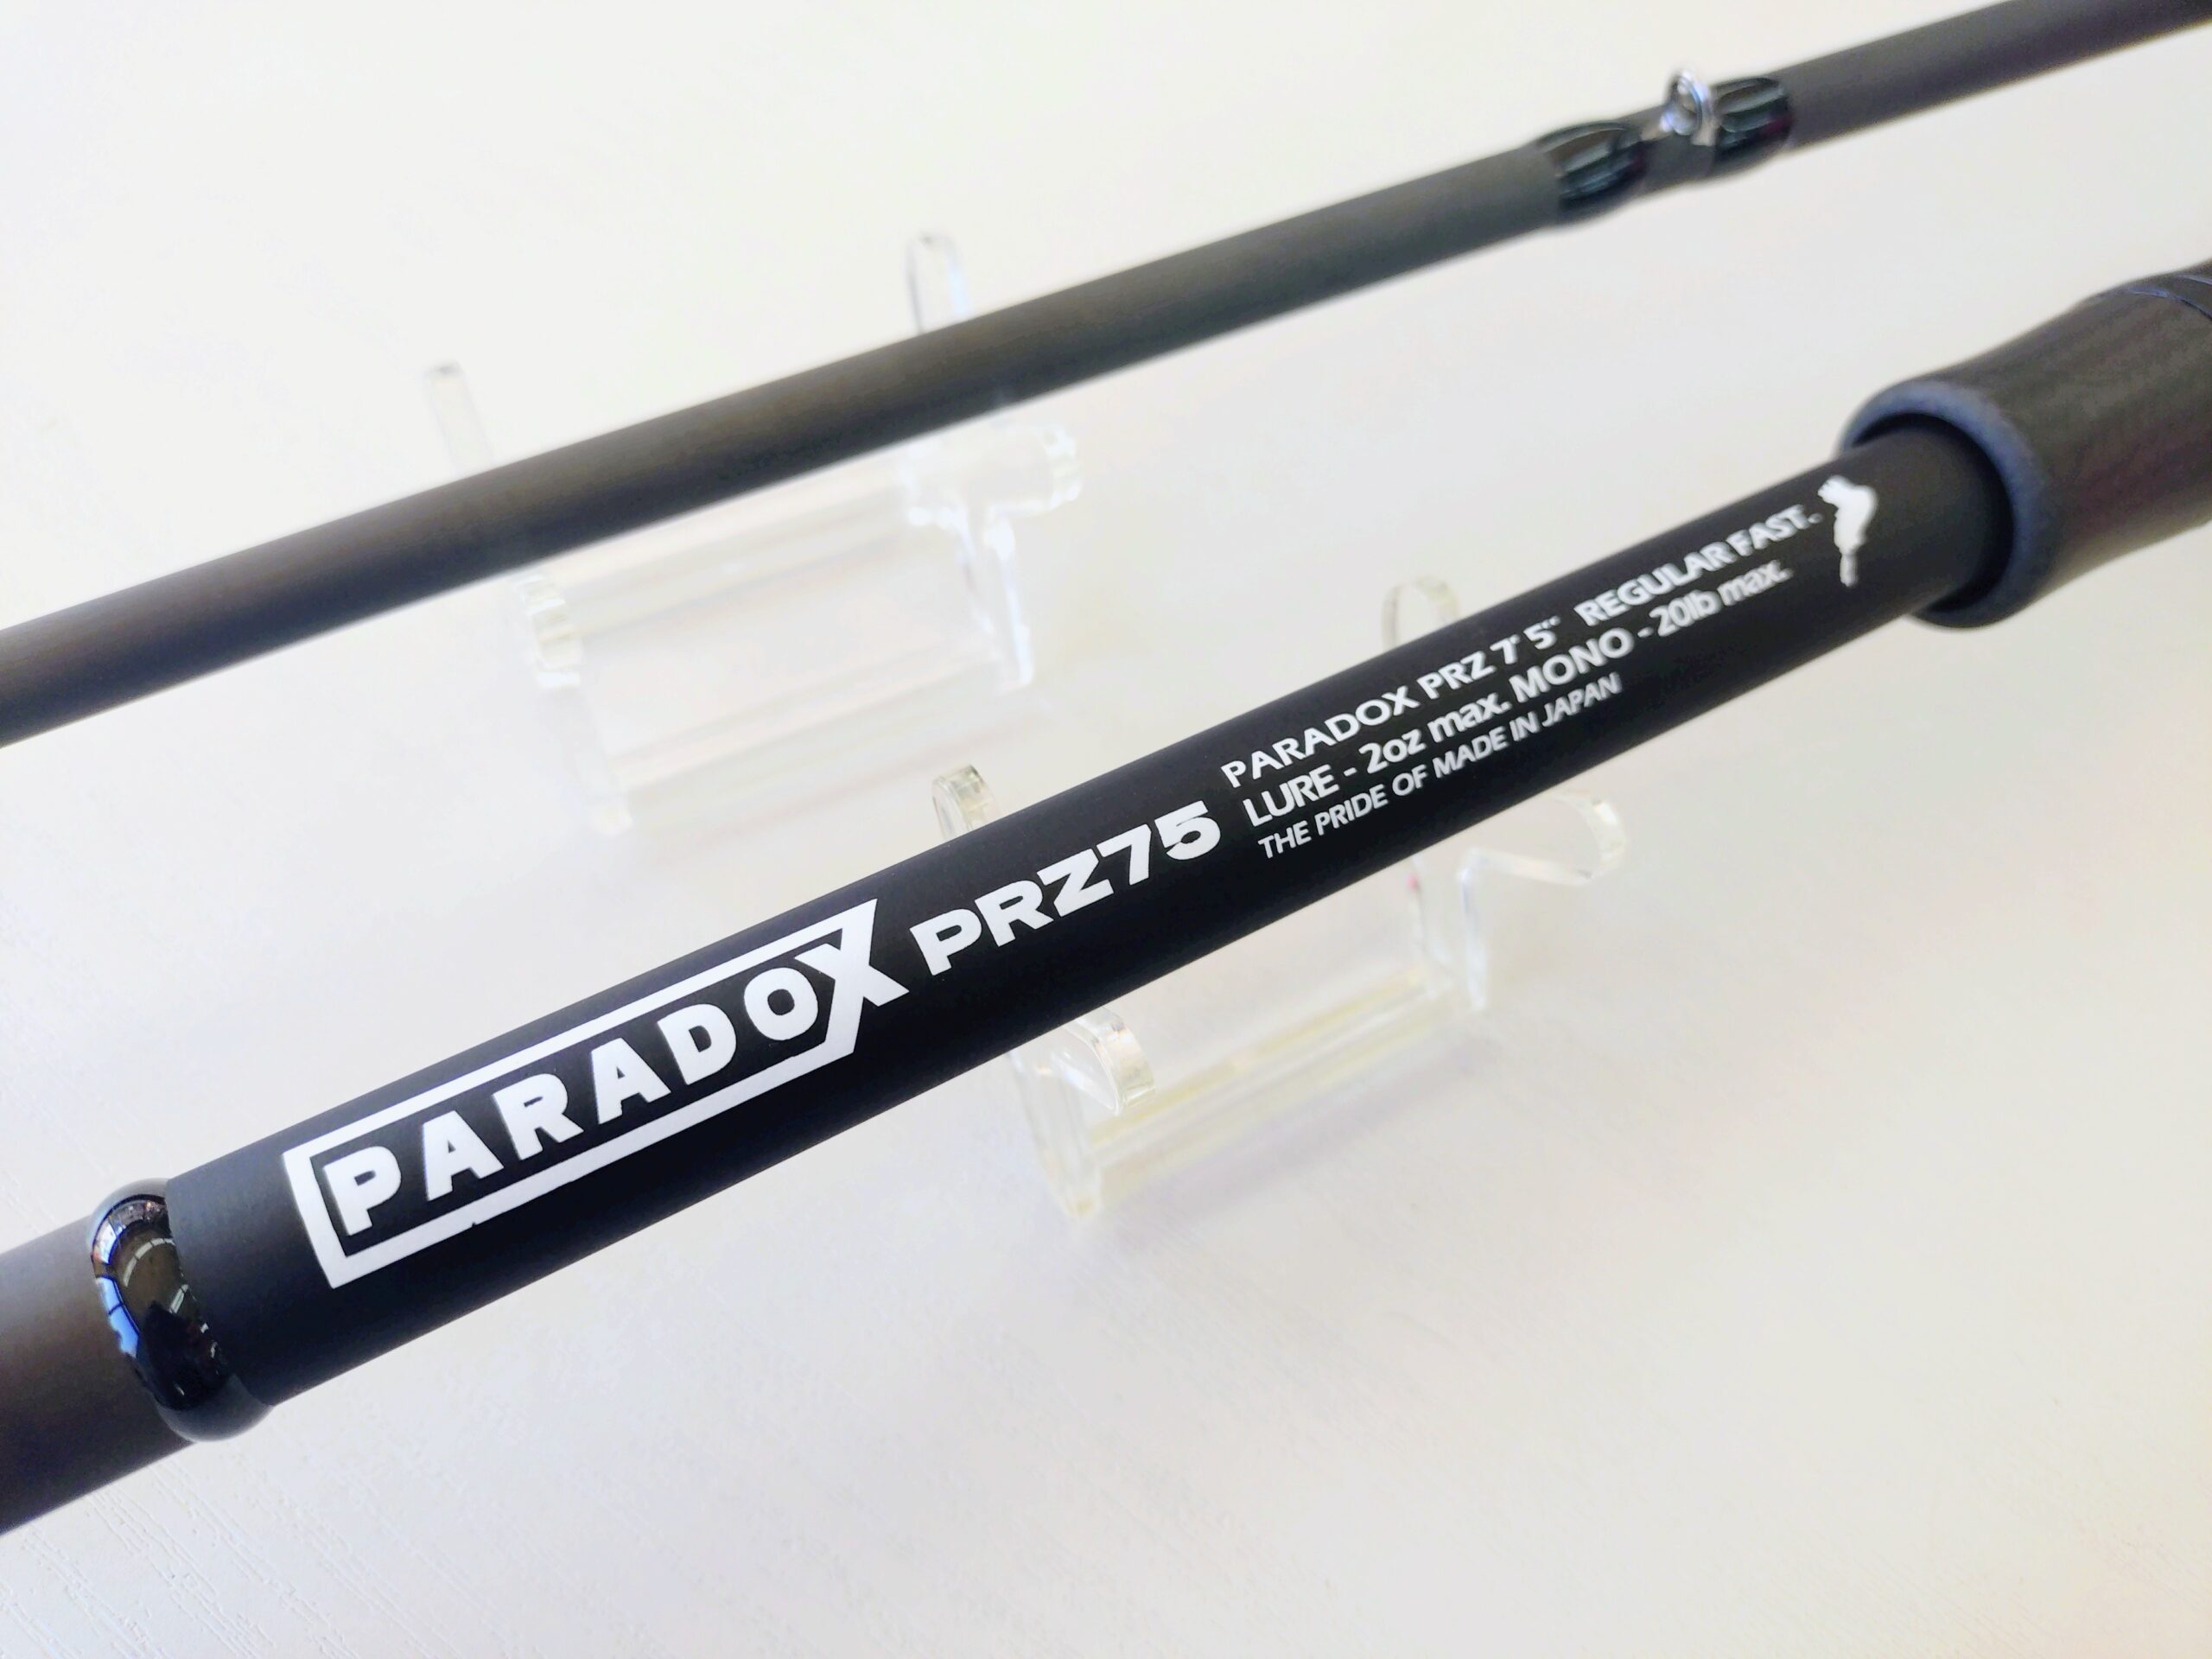 PARADOX PRZ75
PARADOX PRZ 7' 5" REGULAR FAST.
LURE - 2oz max. MONO - 20lb max.
THE PRIDE OF MADE IN JAPAN